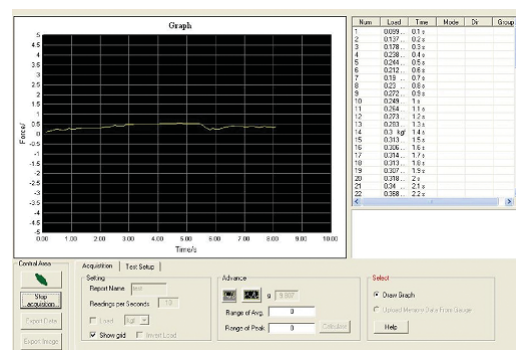 Graph
5
4.5
4
3.5
3
2.5
2
1.5
1
0.5
0
-0.5
-1
-1.5
-2
-2.5
-3
-3.5
-4
-4.5
-5
Force/
0.00 1.00 2.00 3.00 4.00 5.00 6.00 7.00 8.00 9.00 10.00
Time/s
Num Load Time Mode Dir Group
1 0.099... 0.1 s
2 0.137... 0.2 s
3 0.178... 0.3 s
4 0.238... 0.4 s
5 0.244... 0.5 s
6 0.212... 0.6 s
7 0.19 ... 0.7 s
8 0.23 ... 0.8 s
9 0.272... 0.9 s
10 0.249... 1 s
11 0.264... 1.1 s
12 0.273... 1.2 s
13 0.283... 1.3 s
14 0.3 kgf 1.4 s
15 0.313... 1.5 s
16 0.306... 1.6 s
17 0.314... 1.7 s
18 0.313... 1.8 s
19 0.307... 1.9 s
20 0.318... 2 s
21 0.34 ... 2.1 s
22 0.368... 2.2 s
Control Area
Stop acquisition
Export Data
Export Image
Acquisition Test Setup
Setting
Report Name test
Readings per Seconds 10
Load kgf
Show grid Invert Load
Advance
g 9.807
Range of Avg. 0
Range of Peak 0 Calculate
Select
Draw Graph
Upload Memory Data From Gauge
Help